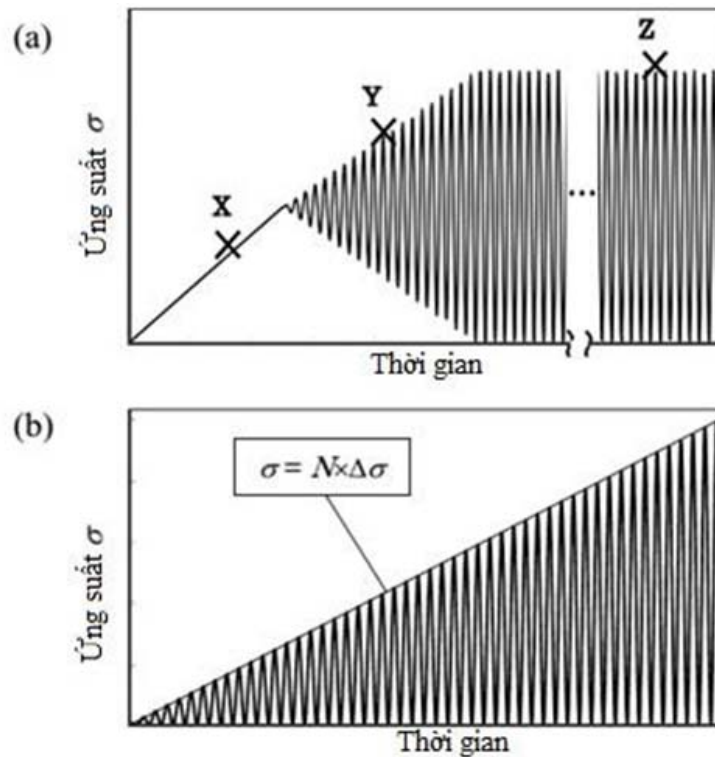 (a)
Z
Y
X
Ứng suất σ
...
Thời gian
(b)
σ = N×Δσ
Ứng suất σ
Thời gian